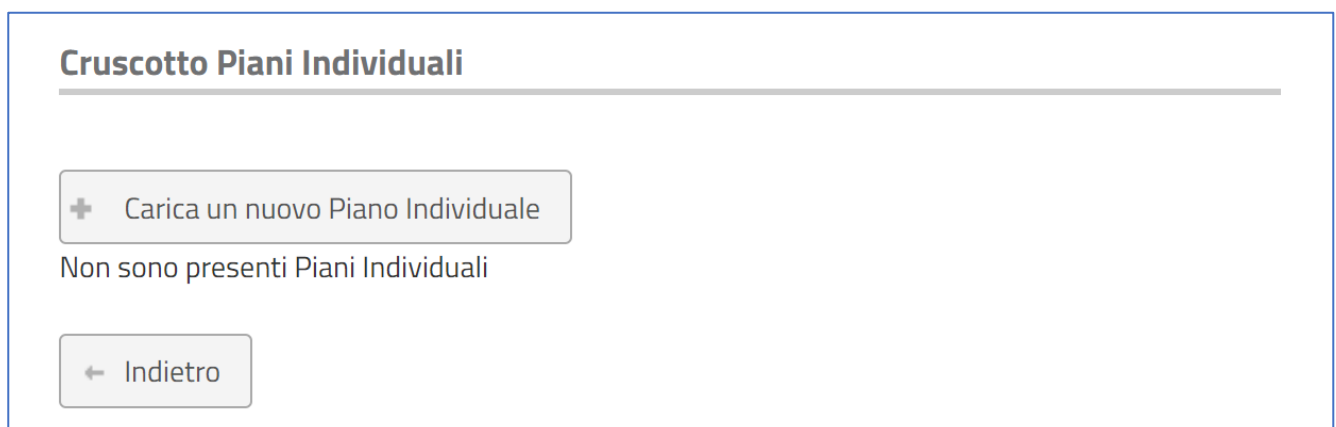 Cruscotto Piani Individuali
Carica un nuovo Piano Individuale
Non sono presenti Piani Individuali
Indietro